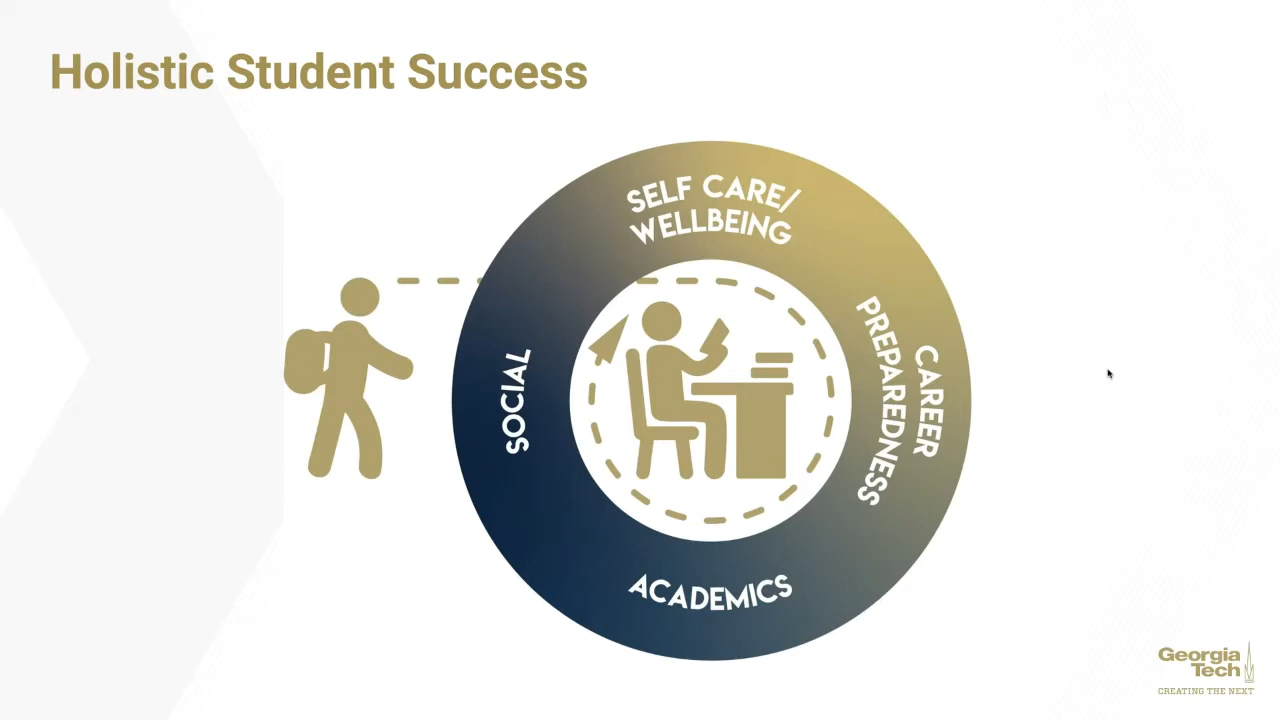 Holistic Student Success
SELF CARE/
WELLBEING
CAREER
PREPAREDNESS
SOCIAL
ACADEMICS
Georgia
Tech
CREATING THE NEXT